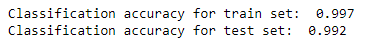 Classification accuracy for train set:  0.997
Classification accuracy for test set:  0.992